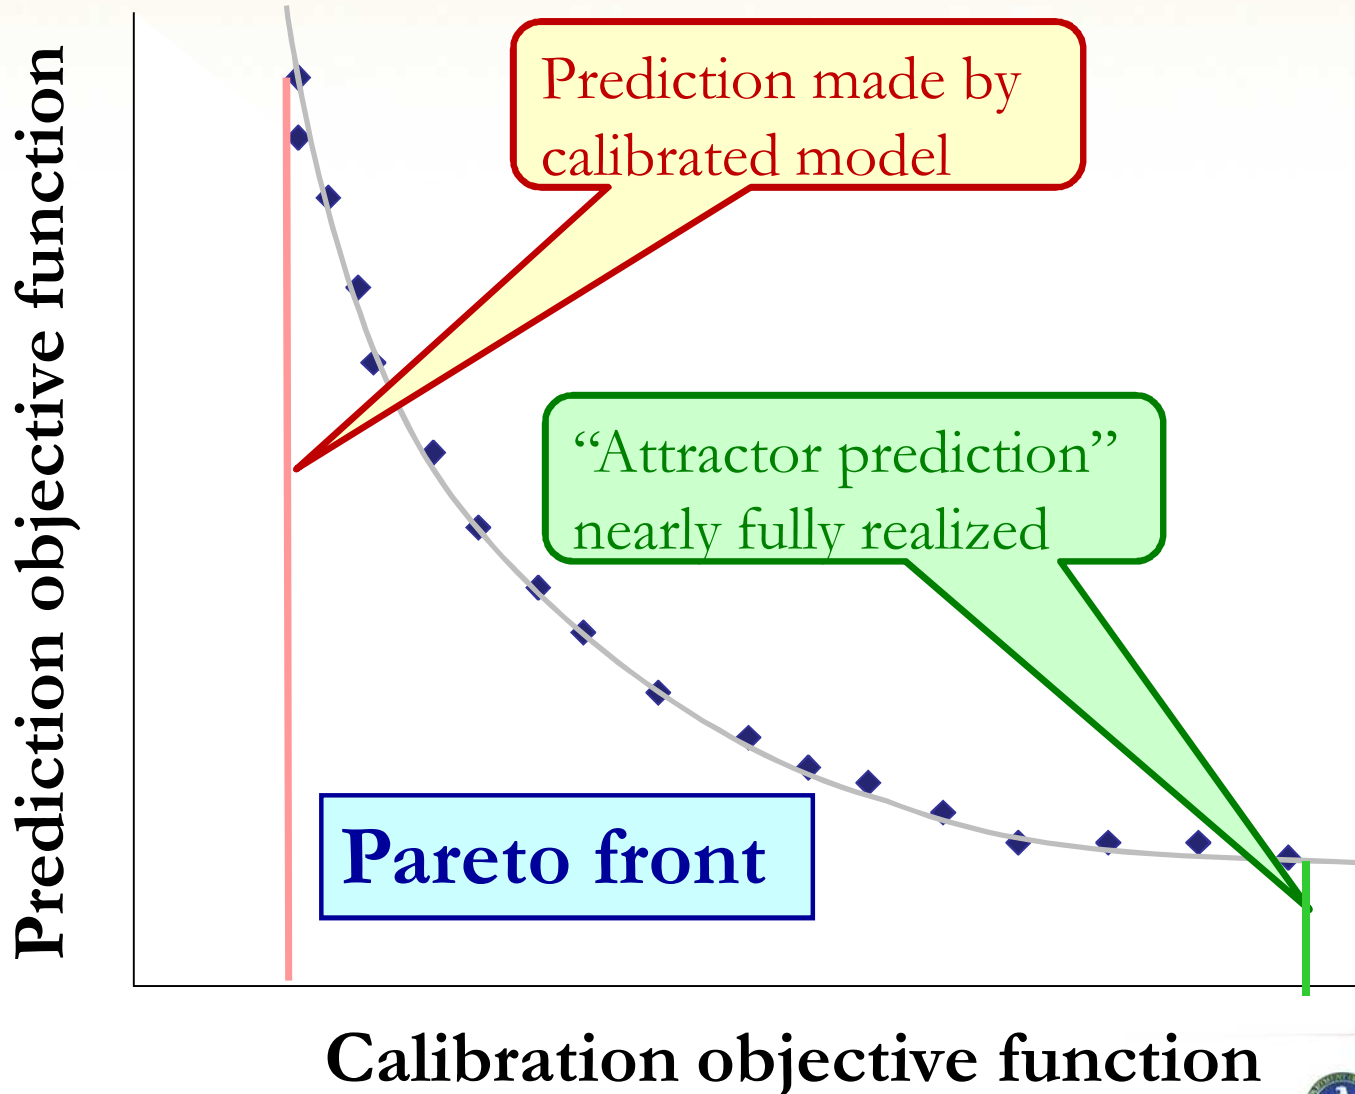 Prediction objective function
Prediction made by
calibrated model
“Attractor prediction”
nearly fully realized
Pareto front
Calibration objective function